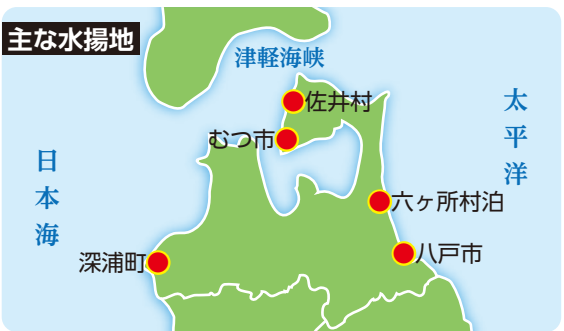 主な水揚地
津軽海峡
佐井村
太平洋
むつ市
日本海
六ヶ所村泊
八戸市
深浦町